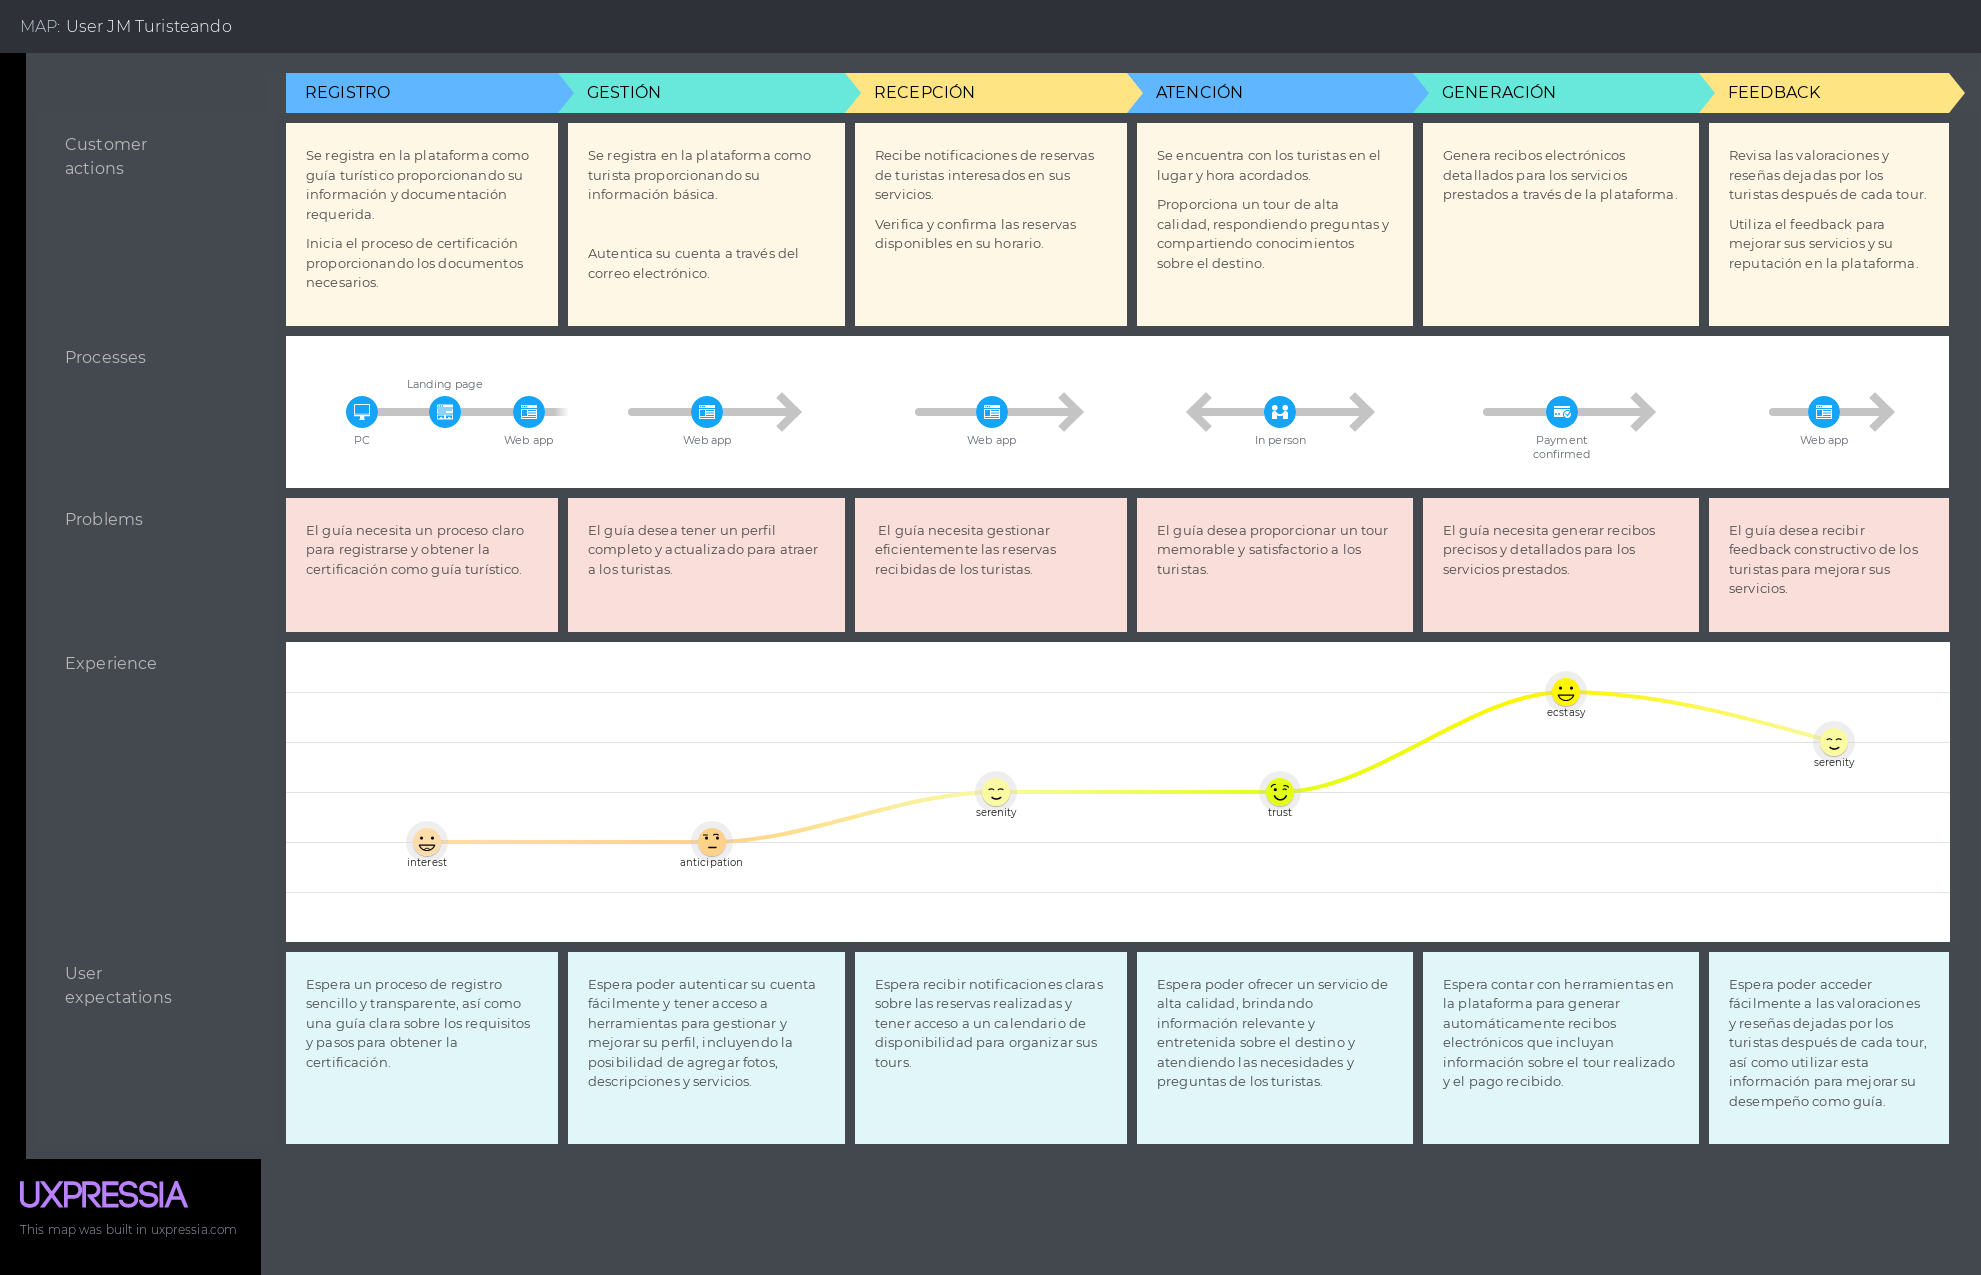 MAP: User JM Turisteando
REGISTRO
GESTIÓN
RECEPCIÓN
ATENCIÓN
GENERACIÓN
FEEDBACK
Customer
actions
Se registra en la plataforma como
guía turístico proporcionando su
información y documentación
requerida.
Inicia el proceso de certificación
proporcionando los documentos
necesarios.
Se registra en la plataforma como
turista proporcionando su
información básica.
Autentica su cuenta a través del
correo electrónico.
Recibe notificaciones de reservas
de turistas interesados en sus
servicios.
Verifica y confirma las reservas
disponibles en su horario.
Se encuentra con los turistas en el
lugar y hora acordados.
Proporciona un tour de alta
calidad, respondiendo preguntas y
compartiendo conocimientos
sobre el destino.
Genera recibos electrónicos
detallados para los servicios
prestados a través de la plataforma.
Revisa las valoraciones y
reseñas dejadas por los
turistas después de cada tour.
Utiliza el feedback para
mejorar sus servicios y su
reputación en la plataforma.
Processes
Landing page
PC
Web app
Web app
Web app
In person
Payment
confirmed
Web app
Problems
El guía necesita un proceso claro
para registrarse y obtener la
certificación como guía turístico.
El guía desea tener un perfil
completo y actualizado para atraer
a los turistas.
El guía necesita gestionar
eficientemente las reservas
recibidas de los turistas.
El guía desea proporcionar un tour
memorable y satisfactorio a los
turistas.
El guía necesita generar recibos
precisos y detallados para los
servicios prestados.
El guía desea recibir
feedback constructivo de los
turistas para mejorar sus
servicios.
Experience
interest
anticipation
serenity
trust
ecstasy
serenity
User
expectations
Espera un proceso de registro
sencillo y transparente, así como
una guía clara sobre los requisitos
y pasos para obtener la
certificación.
Espera poder autenticar su cuenta
fácilmente y tener acceso a
herramientas para gestionar y
mejorar su perfil, incluyendo la
posibilidad de agregar fotos,
descripciones y servicios.
Espera recibir notificaciones claras
sobre las reservas realizadas y
tener acceso a un calendario de
disponibilidad para organizar sus
tours.
Espera poder ofrecer un servicio de
alta calidad, brindando
información relevante y
entretenida sobre el destino y
atendiendo las necesidades y
preguntas de los turistas.
Espera contar con herramientas en
la plataforma para generar
automáticamente recibos
electrónicos que incluyan
información sobre el tour realizado
y el pago recibido.
Espera poder acceder
fácilmente a las valoraciones
y reseñas dejadas por los
turistas después de cada tour,
así como utilizar esta
información para mejorar su
desempeño como guía.
UXPRESSIA
This map was built in uxpressia.com